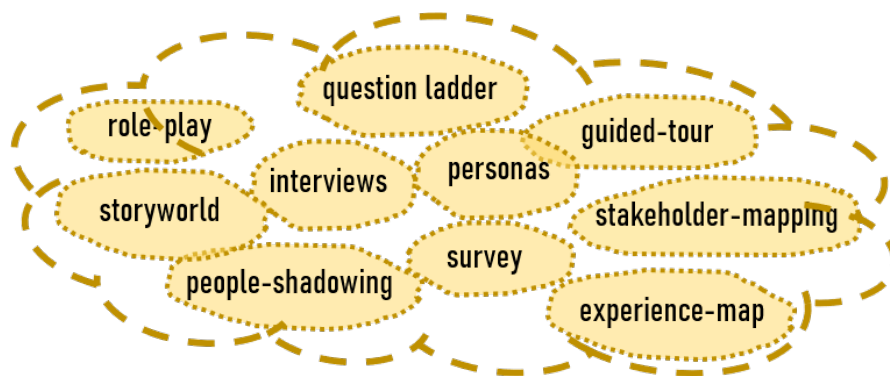 question ladder
role-play
guided-tour
interviews
personas
storyworld
stakeholder-mapping
survey
people-shadowing
experience-map